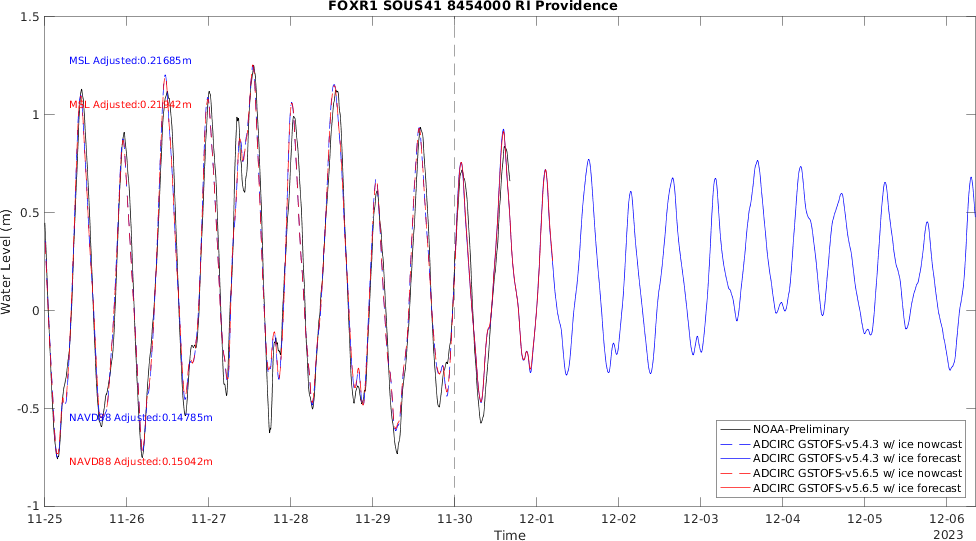 FOXR1 SOUS41 8454000 RI Providence
1.5
1
0.5
0
-0.5
-1
Water Level (m)
MSL Adjusted:0.21685m
MSL Adjusted:0.21942m
NAVD88 Adjusted:0.14785m
NAVD88 Adjusted:0.15042m
NOAA-Preliminary
ADCIRC GSTOFS-v5.4.3 w/ ice nowcast
ADCIRC GSTOFS-v5.4.3 w/ ice forecast
ADCIRC GSTOFS-v5.6.5 w/ ice nowcast
ADCIRC GSTOFS-v5.6.5 w/ ice forecast
11-25 11-26 11-27 11-28 11-29 11-30 12-01 12-02 12-03 12-04 12-05 12-06
Time
2023